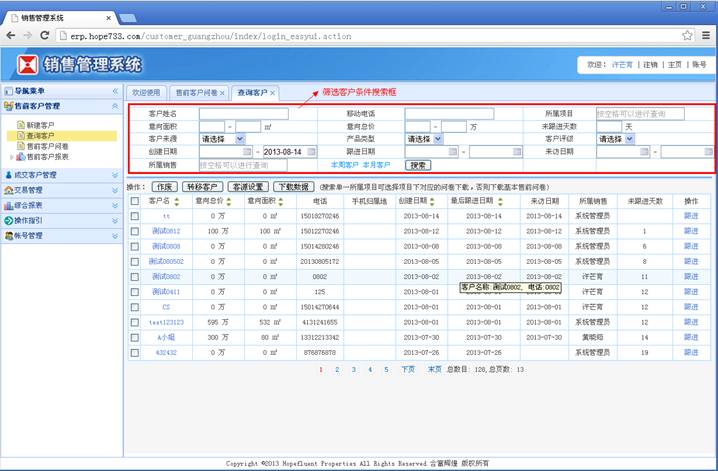 销售管理系统
erp.hope733.com/customer_guangzhou/index/login_easyui.action
销售管理系统 欢迎: 许芒育 | 注销 | 主页 | 账号
导航菜单 欢迎使用 售前客户问卷 查询客户 筛选客户条件搜索框
售前客户管理
新建客户
查询客户
售前客户问卷
售前客户报表
成交客户管理
交易管理
综合报表
操作指引
帐号管理
客户姓名 移动电话 所属项目 按空格可以进行查询
意向面积 - ㎡ 意向总价 - 万 未跟进天数 天
客户来源 请选择 产品类型 请选择 客户评级 请选择
创建日期 - 2013-08-14 跟进日期 - 来访日期 -
所属销售 按空格可以进行查询 本周客户 本月客户 搜索
操作: 作废 转移客户 客源设置 下载数据 (搜索单一所属项目可选择项目下对应的问卷下载,否则下载基本售前问卷)
客户名 意向总价 意向面积 电话 手机归属地 创建日期 最后跟进日期 来访日期 所属销售 未跟进天数 操作
tt 0 万 0 ㎡ 15018270246 2013-08-14 2013-08-14 2013-08-14 系统管理员 跟进
测试0812 100 万 100 ㎡ 15012270246 2013-08-12 2013-08-12 2013-08-12 系统管理员 1 跟进
测试0808 0 万 0 ㎡ 15014280246 2013-08-08 2013-08-08 2013-08-08 系统管理员 6 跟进
测试080502 0 万 0 ㎡ 20130805172 2013-08-05 2013-08-05 2013-08-05 系统管理员 8 跟进
测试0802 0 万 0 ㎡ 0802 2013-08-02 2013-08-02 2013-08-02 许芒育 11 跟进
客户名称 测试0802, 电话:0802
测试0411 0 万 0 ㎡ 125 2013-08-01 2013-08-01 许芒育 12 跟进
CS 0 万 0 ㎡ 15014270644 2013-08-01 2013-08-01 2013-08-01 许芒育 12 跟进
test123123 595 万 532 ㎡ 4131241655 2013-08-01 2013-08-01 2013-08-01 系统管理员 12 跟进
A小姐 300 万 80 ㎡ 13312213342 2013-07-30 2013-07-30 2013-07-30 14 跟进
432432 0 万 0 ㎡ 876876878 2013-07-26 2013-07-26 系统管理员 19 跟进
1 2 3 4 5 下页 末页 总数目: 128,总页数: 13
Copyright ©2013 Hopefluent Properties All Rights Reserved 合富辉煌 版权所有